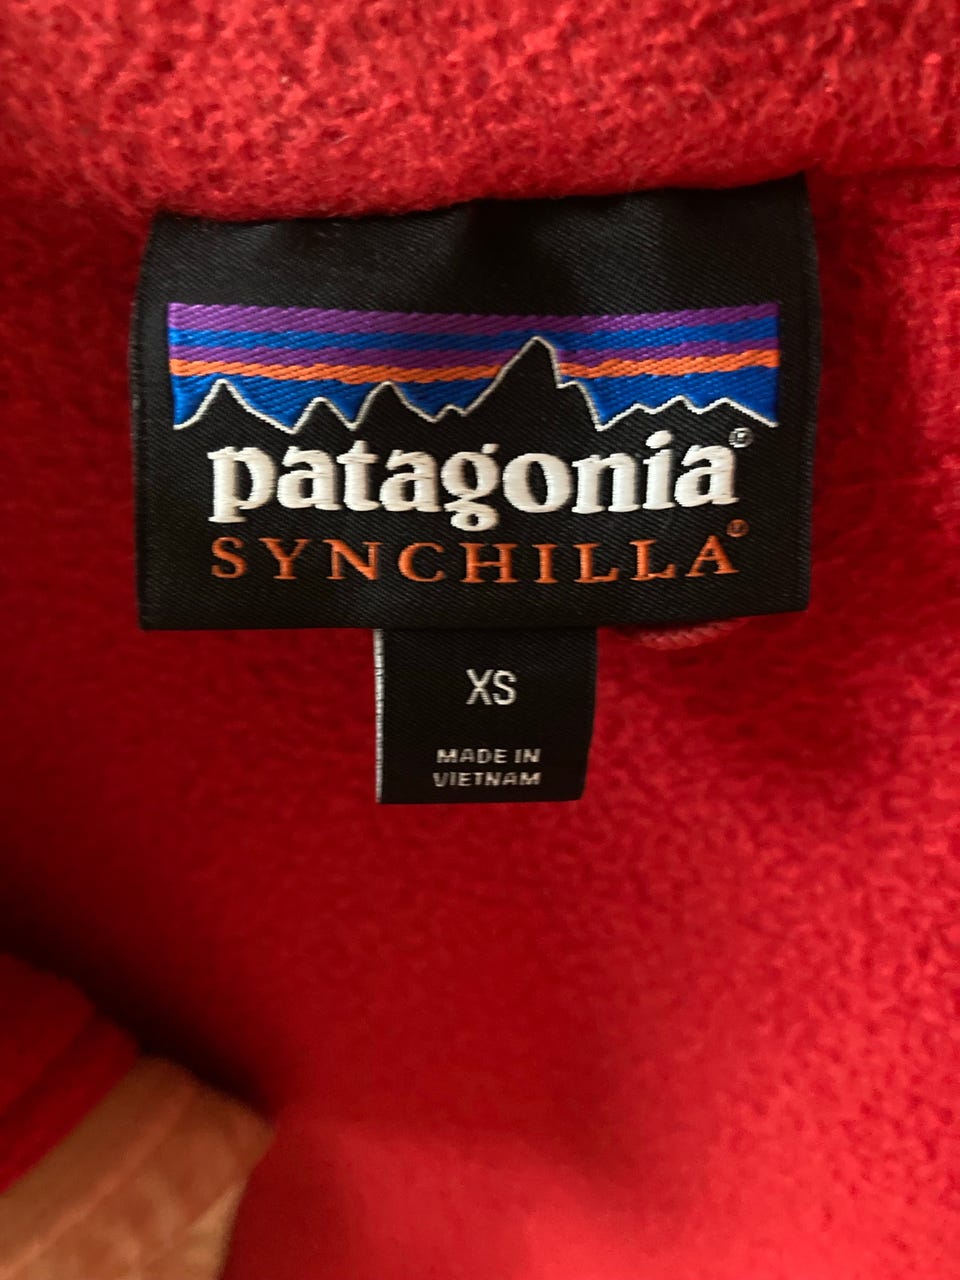 patagonia®
SYNCHILLA®
XS
MADE IN
VIETNAM